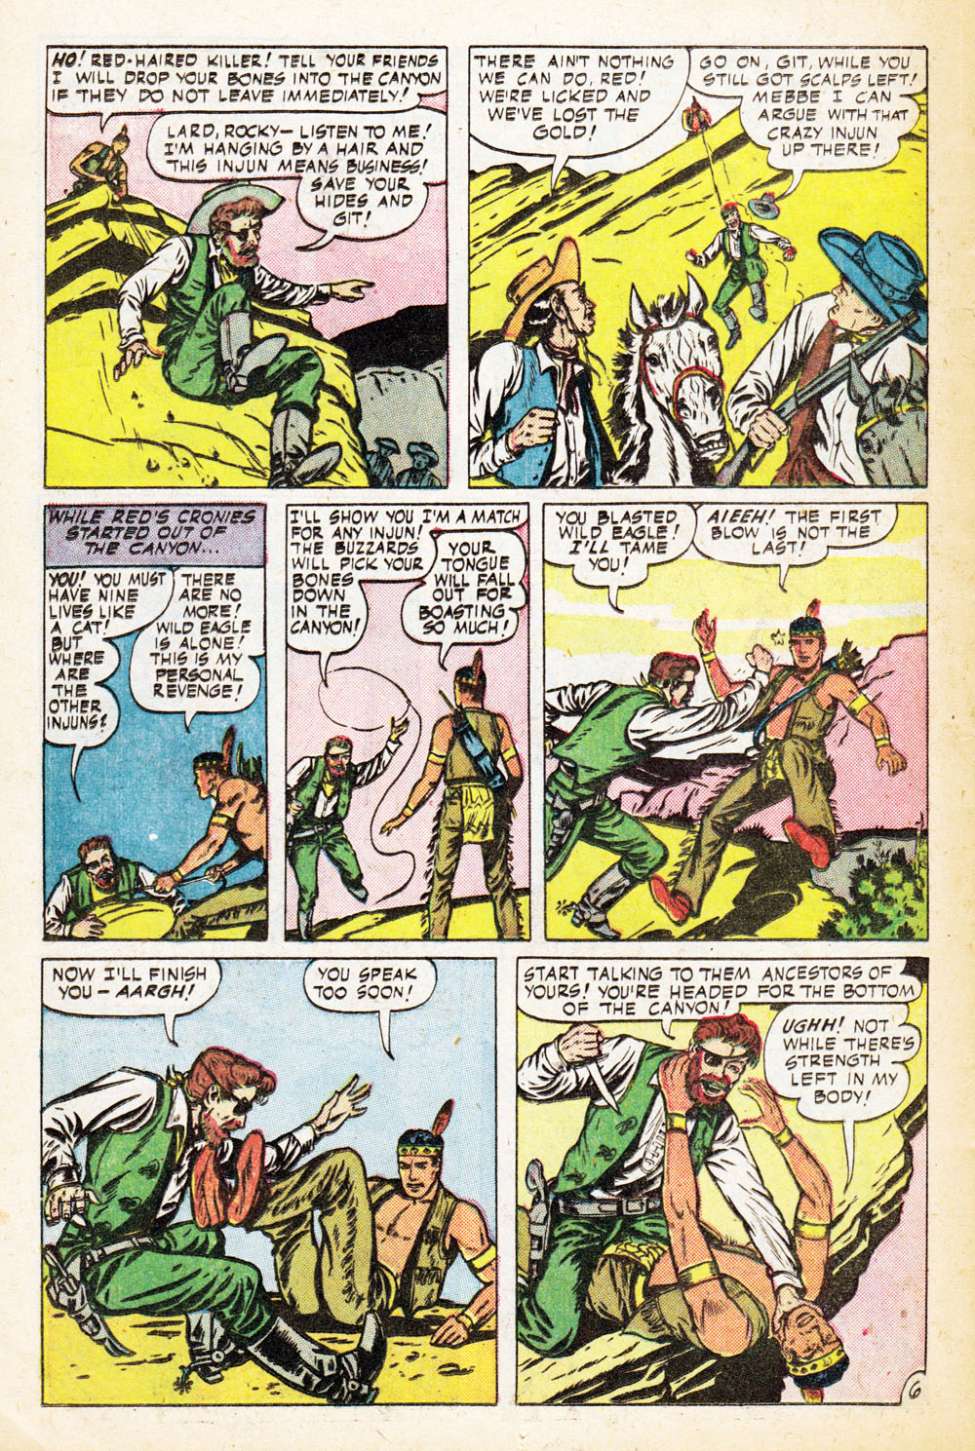 HO! RED-HAIRED KILLER! TELL YOUR FRIENDS
I WILL DROP YOUR BONES INTO THE CANYON
IF THEY DO NOT LEAVE IMMEDIATELY!
LARD, ROCKY— LISTEN TO ME!
I'M HANGING BY A HAIR AND
THIS INJUN MEANS BUSINESS!
SAVE YOUR
HIDES AND
GIT!
THERE AIN'T NOTHING
WE CAN DO, RED!
WE'RE LICKED AND
WE'VE LOST THE
GOLD!
GO ON, GIT, WHILE YOU
STILL GOT SCALPS LEFT!
MEBBE I CAN
ARGUE WITH THAT
CRAZY INJUN
UP THERE!
WHILE RED'S CRONIES
STARTED OUT OF
THE CANYON...
YOU! YOU MUST
HAVE NINE
LIVES LIKE
A CAT!
BUT
WHERE
ARE
THE
OTHER
INJUNS?
THERE
ARE NO
MORE!
WILD EAGLE
IS ALONE!
THIS IS MY
PERSONAL
REVENGE!
I'LL SHOW YOU I'M A MATCH
FOR ANY INJUN!
THE BUZZARDS
WILL PICK YOUR
BONES
DOWN
IN THE
CANYON!
YOUR
TONGUE
WILL FALL
OUT FOR
BOASTING
SO MUCH!
YOU BLASTED
WILD EAGLE!
I'LL TAME
YOU!
AIEEH! THE FIRST
BLOW IS NOT THE
LAST!
NOW I'LL FINISH
YOU — AARGH!
YOU SPEAK
TOO SOON!
START TALKING TO THEM ANCESTORS OF
YOURS! YOU'RE HEADED FOR THE BOTTOM
OF THE CANYON!
UGHH! NOT
WHILE THERE'S
STRENGTH
LEFT IN MY
BODY!
6